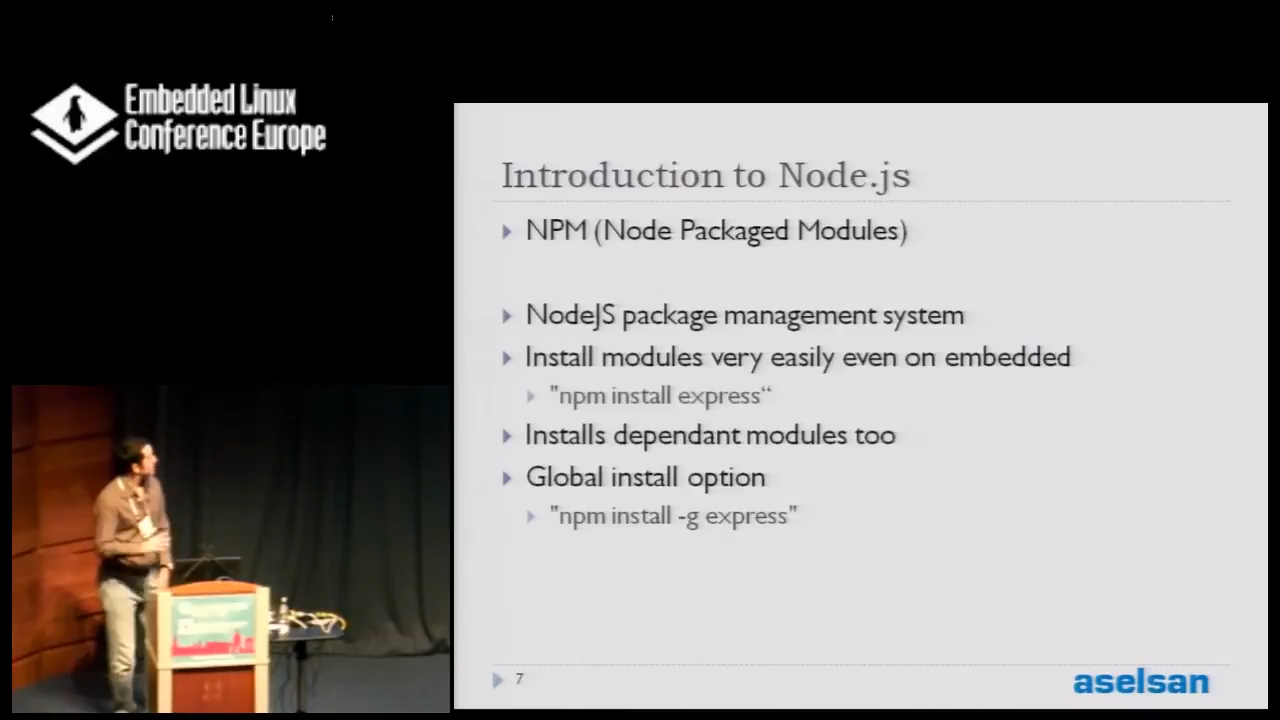 Embedded Linux
Conference Europe
Introduction to Node.js
NPM (Node Packaged Modules)
NodeJS package management system
Install modules very easily even on embedded
"npm install express“
Installs dependant modules too
Global install option
"npm install -g express"
7
aselsan